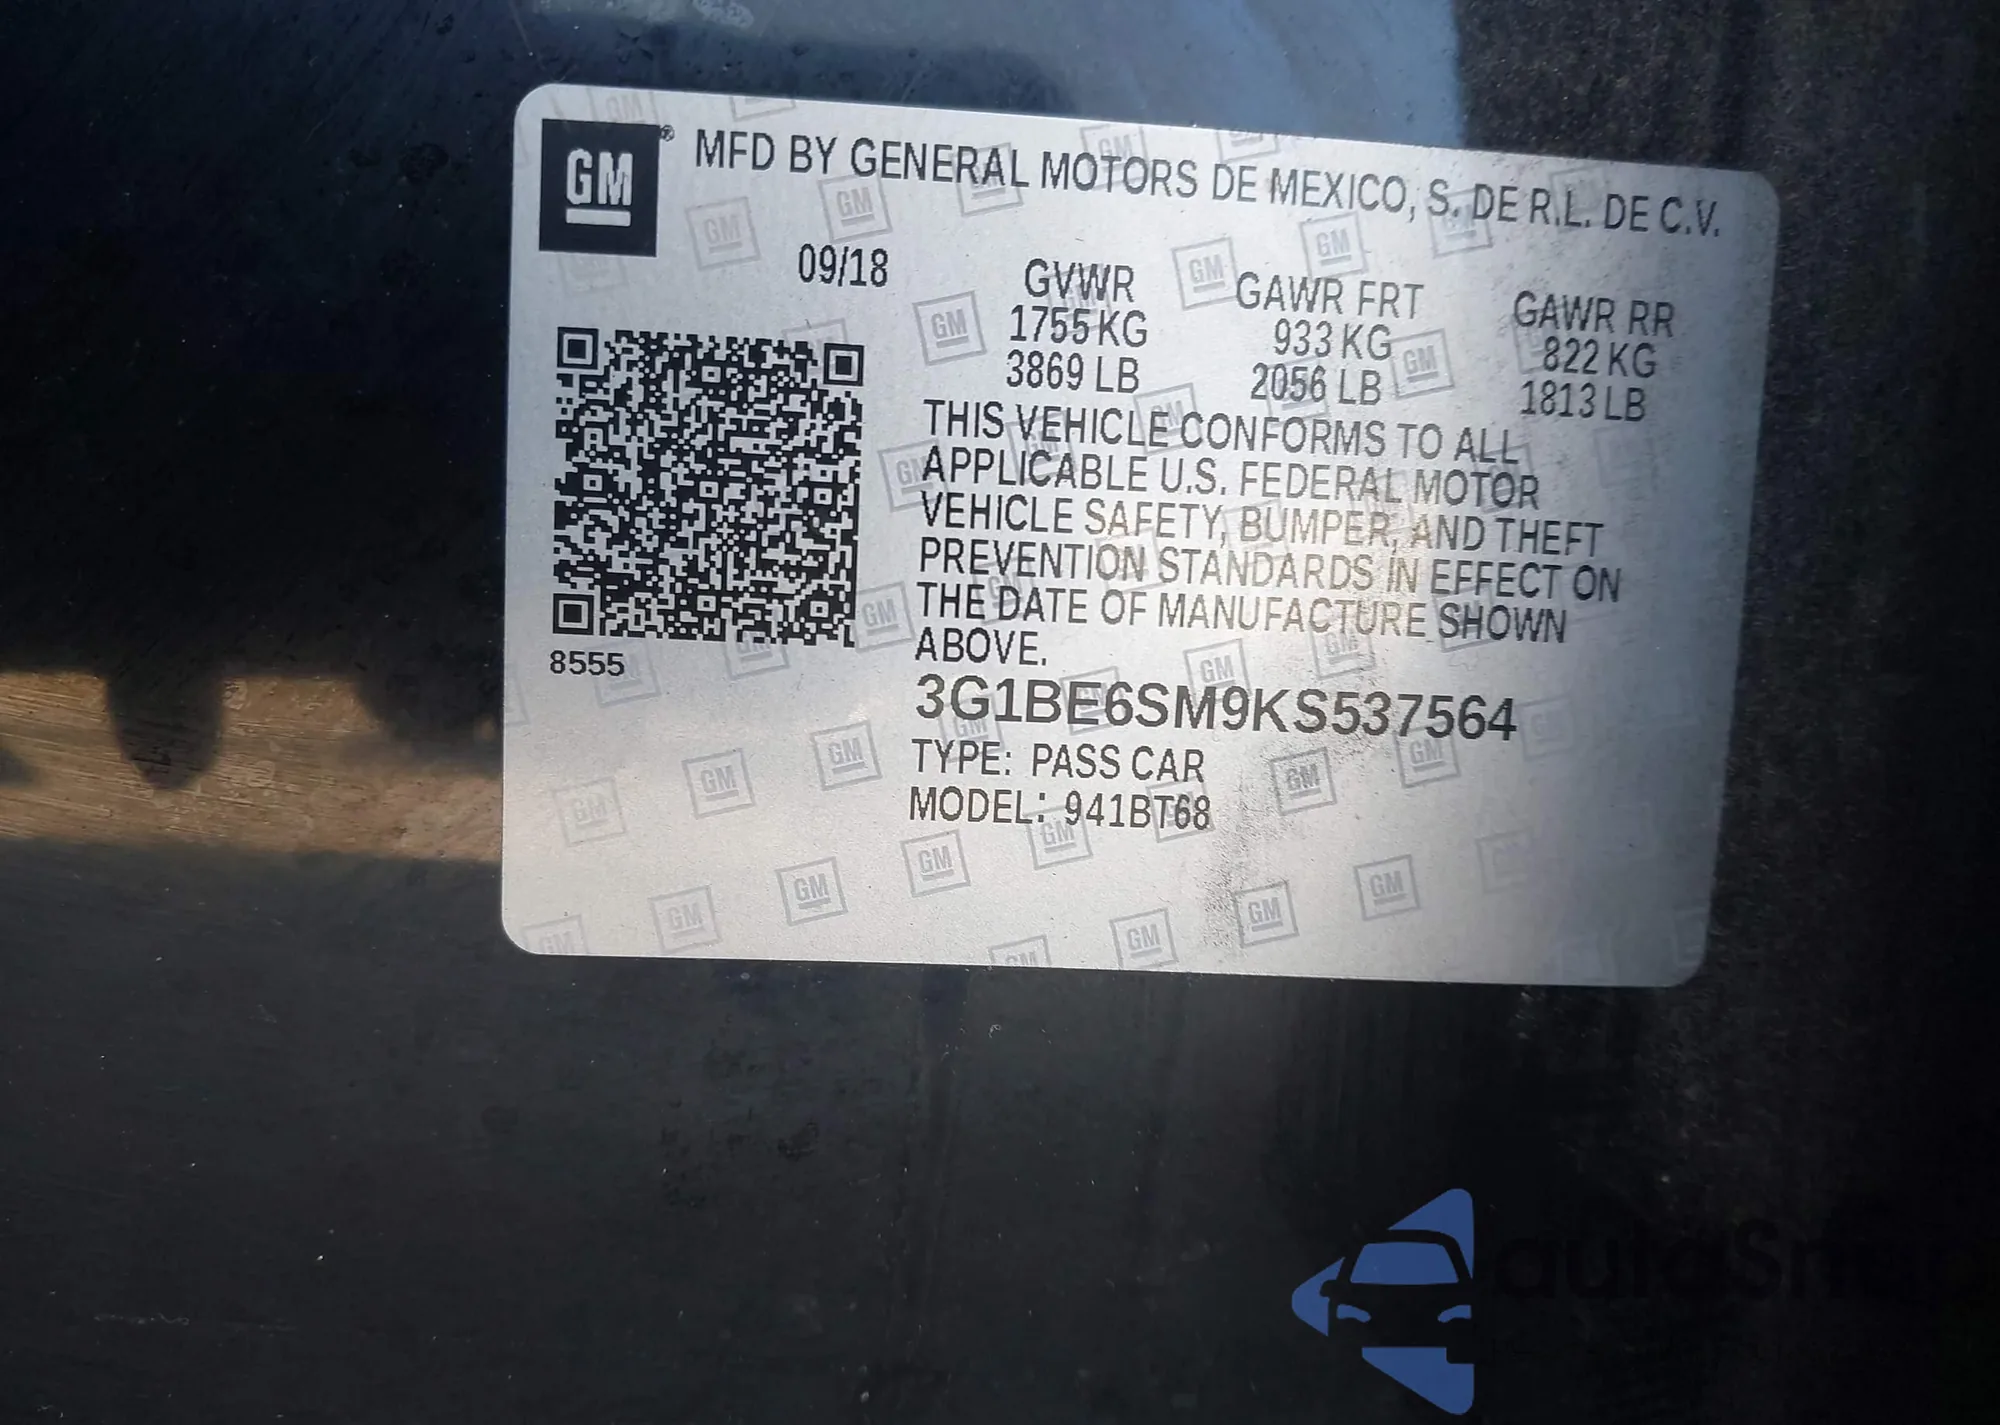 GM® MFD BY GENERAL MOTORS DE MEXICO, S. DE R.L. DE C.V.
09/18 GVWR GAWR FRT GAWR RR
1755 KG 933 KG 822 KG
3869 LB 2056 LB 1813 LB
THIS VEHICLE CONFORMS TO ALL
APPLICABLE U.S. FEDERAL MOTOR
VEHICLE SAFETY, BUMPER, AND THEFT
PREVENTION STANDARDS IN EFFECT ON
THE DATE OF MANUFACTURE SHOWN
ABOVE.
8555
3G1BE6SM9KS537564
TYPE: PASS CAR
MODEL: 941BT68